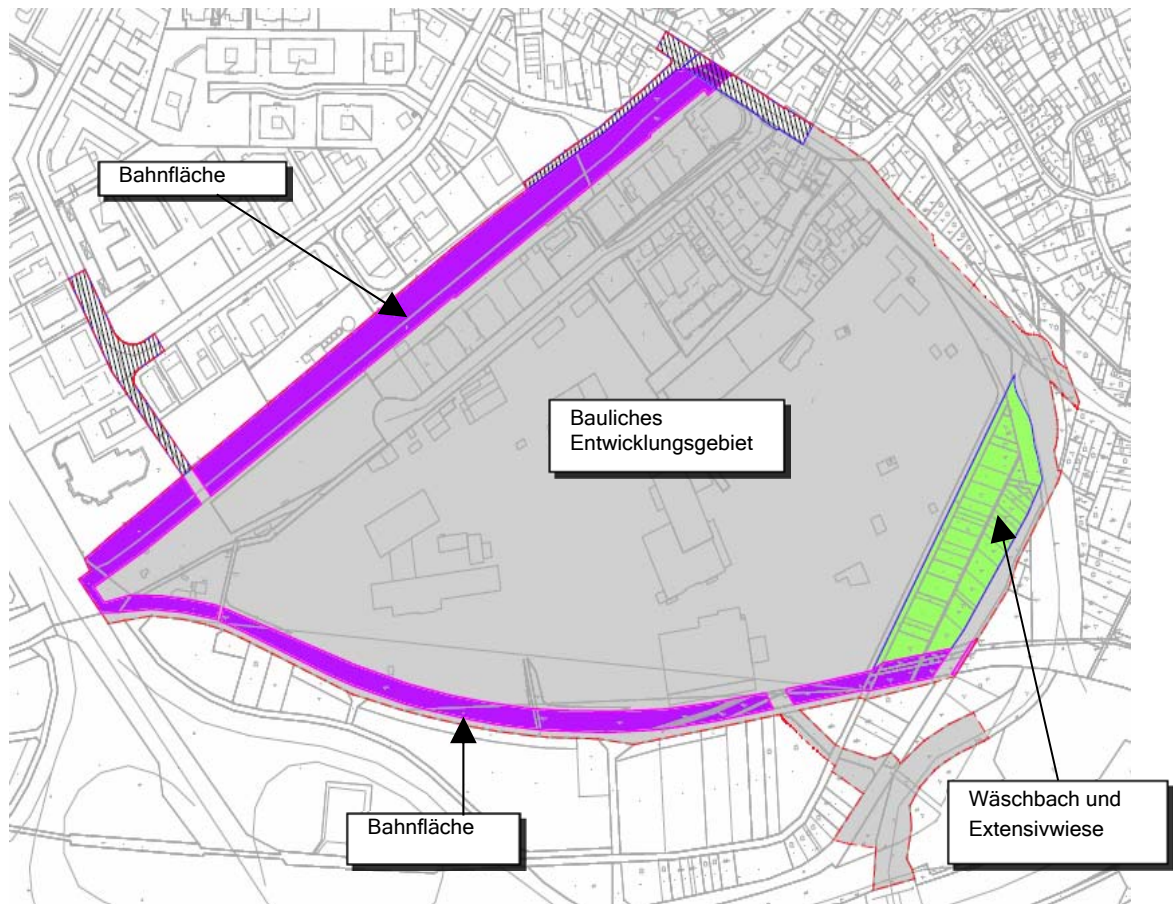 Bahnfläche
Bauliches
Entwicklungsgebiet
Wäschbach und
Extensivwiese
Bahnfläche